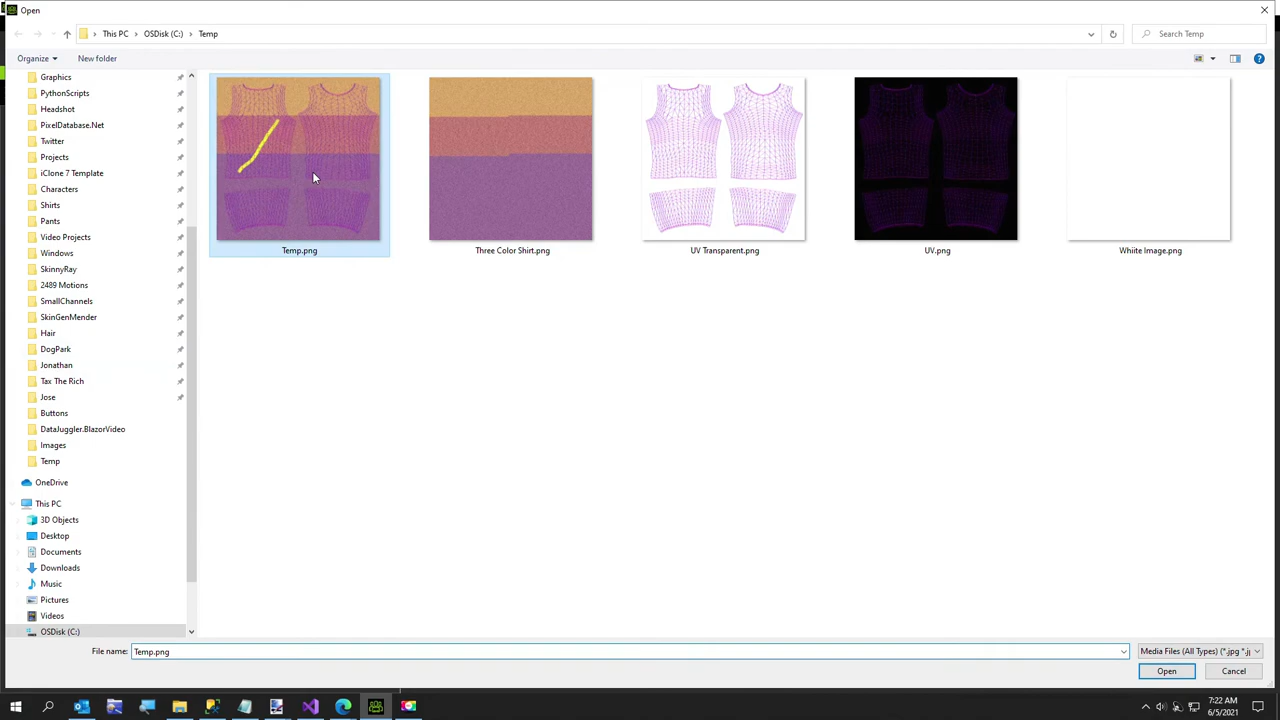 Open
This PC
OSDisk (C:)
Temp
Search Temp
Organize
New folder
Graphics
PythonScripts
Headshot
PixelDatabase.Net
Twitter
Projects
iClone 7 Template
Characters
Shirts
Pants
Video Projects
Windows
SkinnyRay
2489 Motions
SmallChannels
SkinGenMender
Hair
DogPark
Jonathan
Tax The Rich
Jose
Buttons
DataJuggler.BlazorVideo
Images
Temp
OneDrive
This PC
3D Objects
Desktop
Documents
Downloads
Music
Pictures
Videos
OSDisk (C:)
Temp.png
Three Color Shirt.png
UV Transparent.png
UV.png
Whiite Image.png
File name:
Temp.png
Media Files (All Types) (*.jpg *.j
Open
Cancel
7:22 AM
6/5/2021